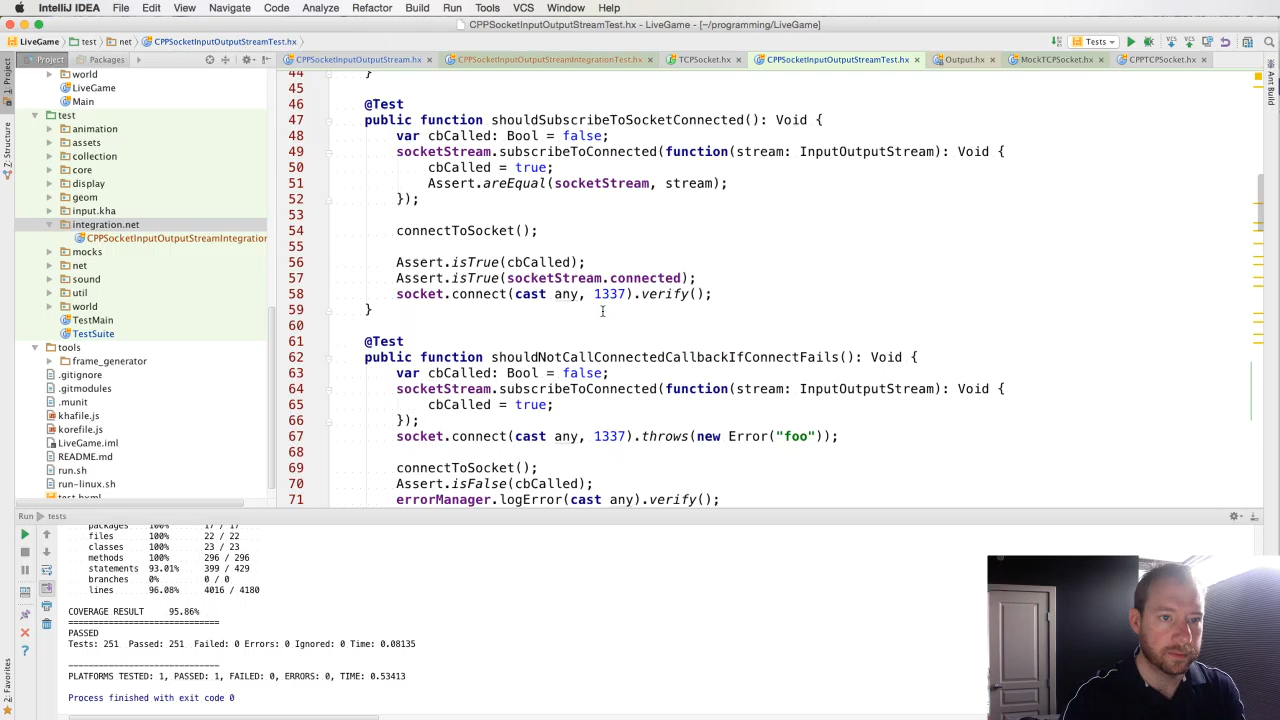 IntelliJ IDEA File Edit View Navigate Code Analyze Refactor Build Run Tools VCS Window Help
CPPSocketInputOutputStreamTest.hx - LiveGame - [~/programming/LiveGame]
LiveGame test net CPPSocketInputOutputStreamTest.hx Tests
Project Packages CPPSocketInputOutputStream.hx CPPSocketInputOutputStreamIntegrationTest.hx TCPSocket.hx CPPSocketInputOutputStreamTest.hx Output.hx MockTCPSocket.hx CPPTCPSocket.hx
1: Project
7: Structure
2: Favorites
Ant Build
world
LiveGame
Main
test
animation
assets
collection
core
display
geom
input.kha
integration.net
CPPSocketInputOutputStreamIntegration
mocks
net
sound
util
world
TestMain
TestSuite
tools
frame_generator
.gitignore
.gitmodules
.munit
khafile.js
korefile.js
LiveGame.iml
README.md
run.sh
run-linux.sh
test.hxml
44 }
45
46 @Test
47 public function shouldSubscribeToSocketConnected(): Void {
48 var cbCalled: Bool = false;
49 socketStream.subscribeToConnected(function(stream: InputOutputStream): Void {
50 cbCalled = true;
51 Assert.areEqual(socketStream, stream);
52 });
53
54 connectToSocket();
55
56 Assert.isTrue(cbCalled);
57 Assert.isTrue(socketStream.connected);
58 socket.connect(cast any, 1337).verify();
59 }
60
61 @Test
62 public function shouldNotCallConnectedCallbackIfConnectFails(): Void {
63 var cbCalled: Bool = false;
64 socketStream.subscribeToConnected(function(stream: InputOutputStream): Void {
65 cbCalled = true;
66 });
67 socket.connect(cast any, 1337).throws(new Error("foo"));
68
69 connectToSocket();
70 Assert.isFalse(cbCalled);
71 errorManager.logError(cast any).verify();
Run tests
packages 100% 17 / 17
files 100% 22 / 22
classes 100% 23 / 23
methods 100% 296 / 296
statements 93.01% 399 / 429
branches 0% 0 / 0
lines 96.08% 4016 / 4180
COVERAGE RESULT 95.86%
==============================
PASSED
Tests: 251 Passed: 251 Failed: 0 Errors: 0 Ignored: 0 Time: 0.08135
------------------------------
PLATFORMS TESTED: 1, PASSED: 1, FAILED: 0, ERRORS: 0, TIME: 0.53413
Process finished with exit code 0